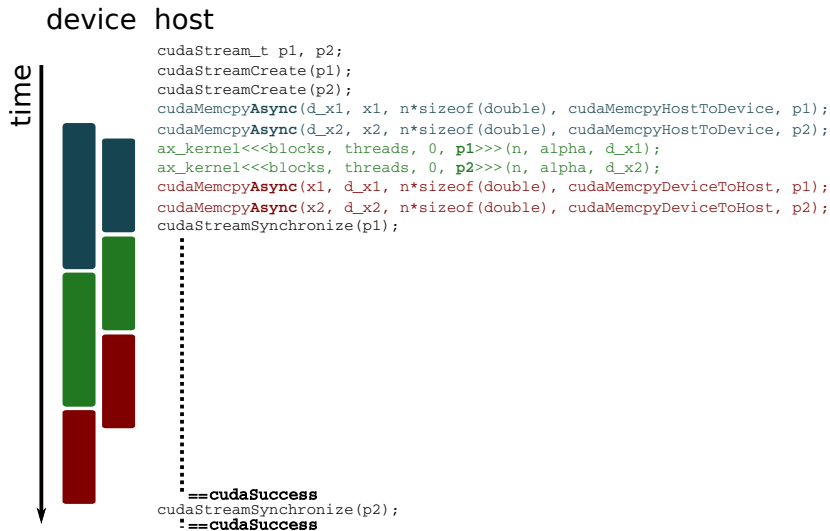 device host
time
cudaStream_t p1, p2;
cudaStreamCreate(p1);
cudaStreamCreate(p2);
cudaMemcpyAsync(d_x1, x1, n*sizeof(double), cudaMemcpyHostToDevice, p1);
cudaMemcpyAsync(d_x2, x2, n*sizeof(double), cudaMemcpyHostToDevice, p2);
ax_kernel<<<blocks, threads, 0, p1>>>(n, alpha, d_x1);
ax_kernel<<<blocks, threads, 0, p2>>>(n, alpha, d_x2);
cudaMemcpyAsync(x1, d_x1, n*sizeof(double), cudaMemcpyDeviceToHost, p1);
cudaMemcpyAsync(x2, d_x2, n*sizeof(double), cudaMemcpyDeviceToHost, p2);
cudaStreamSynchronize(p1);
==cudaSuccess
cudaStreamSynchronize(p2);
==cudaSuccess